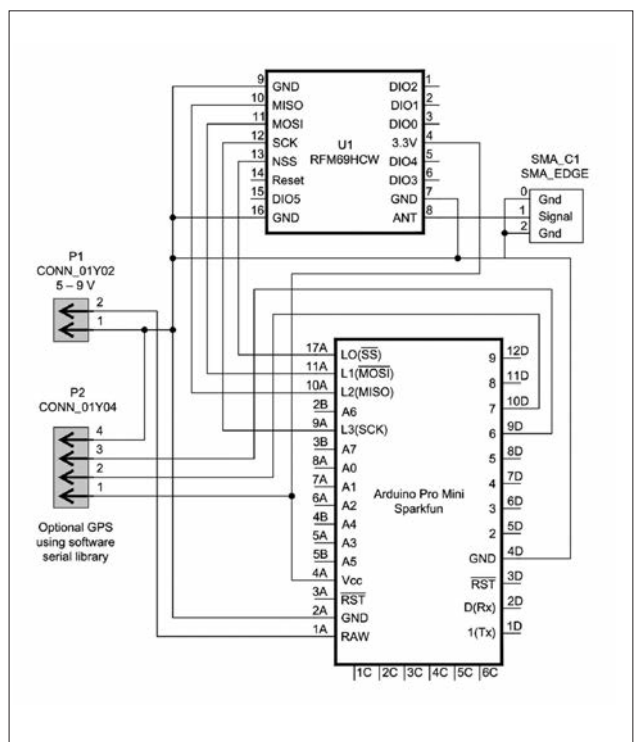 9 GND DIO2 1
10 MISO DIO1 2
11 MOSI DIO0 3
12 SCK 3.3V 4
13 NSS DIO4 5
14 Reset DIO3 6
15 DIO5 GND 7
16 GND ANT 8
U1
RFM69HCW
SMA_C1
SMA_EDGE
0 Gnd
1 Signal
2 Gnd
P1
CONN_01Y02
5 – 9 V
2
1
P2
CONN_01Y04
4
3
2
1
Optional GPS
using software
serial library
17A LO(SS) 9 12D
11A L1(MOSI) 8 11D
10A L2(MISO) 7 10D
2B A6
9A L3(SCK) 6 9D
3B A7
8A A0 5 8D
7A A1 4 7D
6A A2 3 6D
4B A4
5A A3 2 5D
5B A5 GND 4D
4A Vcc RST 3D
3A RST D(Rx) 2D
2A GND
1A RAW 1(Tx) 1D
Arduino Pro Mini
Sparkfun
1C 2C 3C 4C 5C 6C